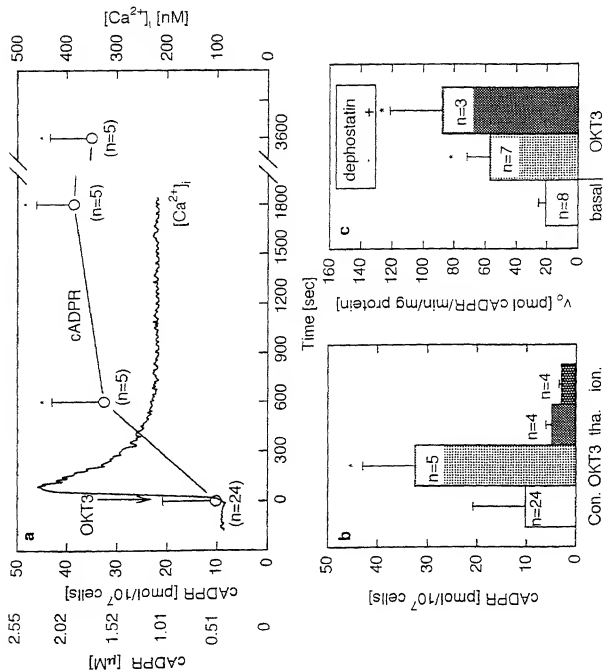 a
500
400
300
200
100
0
[Ca²⁺]ᵢ [nM]
50
40
30
20
10
0
cADPR [pmol/10⁷ cells]
2.55
2.02
1.52
1.01
0.51
0
cADPR [µM]
OKT3
cADPR
[Ca²⁺]ᵢ
(n=24)
(n=5)
(n=5)
(n=5)
*
*
*
0
300
600
900
1200
1500
1800
3600
Time [sec]
b
50
40
30
20
10
0
cADPR [pmol/10⁷ cells]
n=24
n=5
n=4
n=4
*
Con. OKT3 tha. ion.
c
160
140
120
100
80
60
40
20
0
v₀ [pmol cADPR/min/mg protein]
dephostatin
- +
n=8
n=7
n=3
*
*
basal OKT3